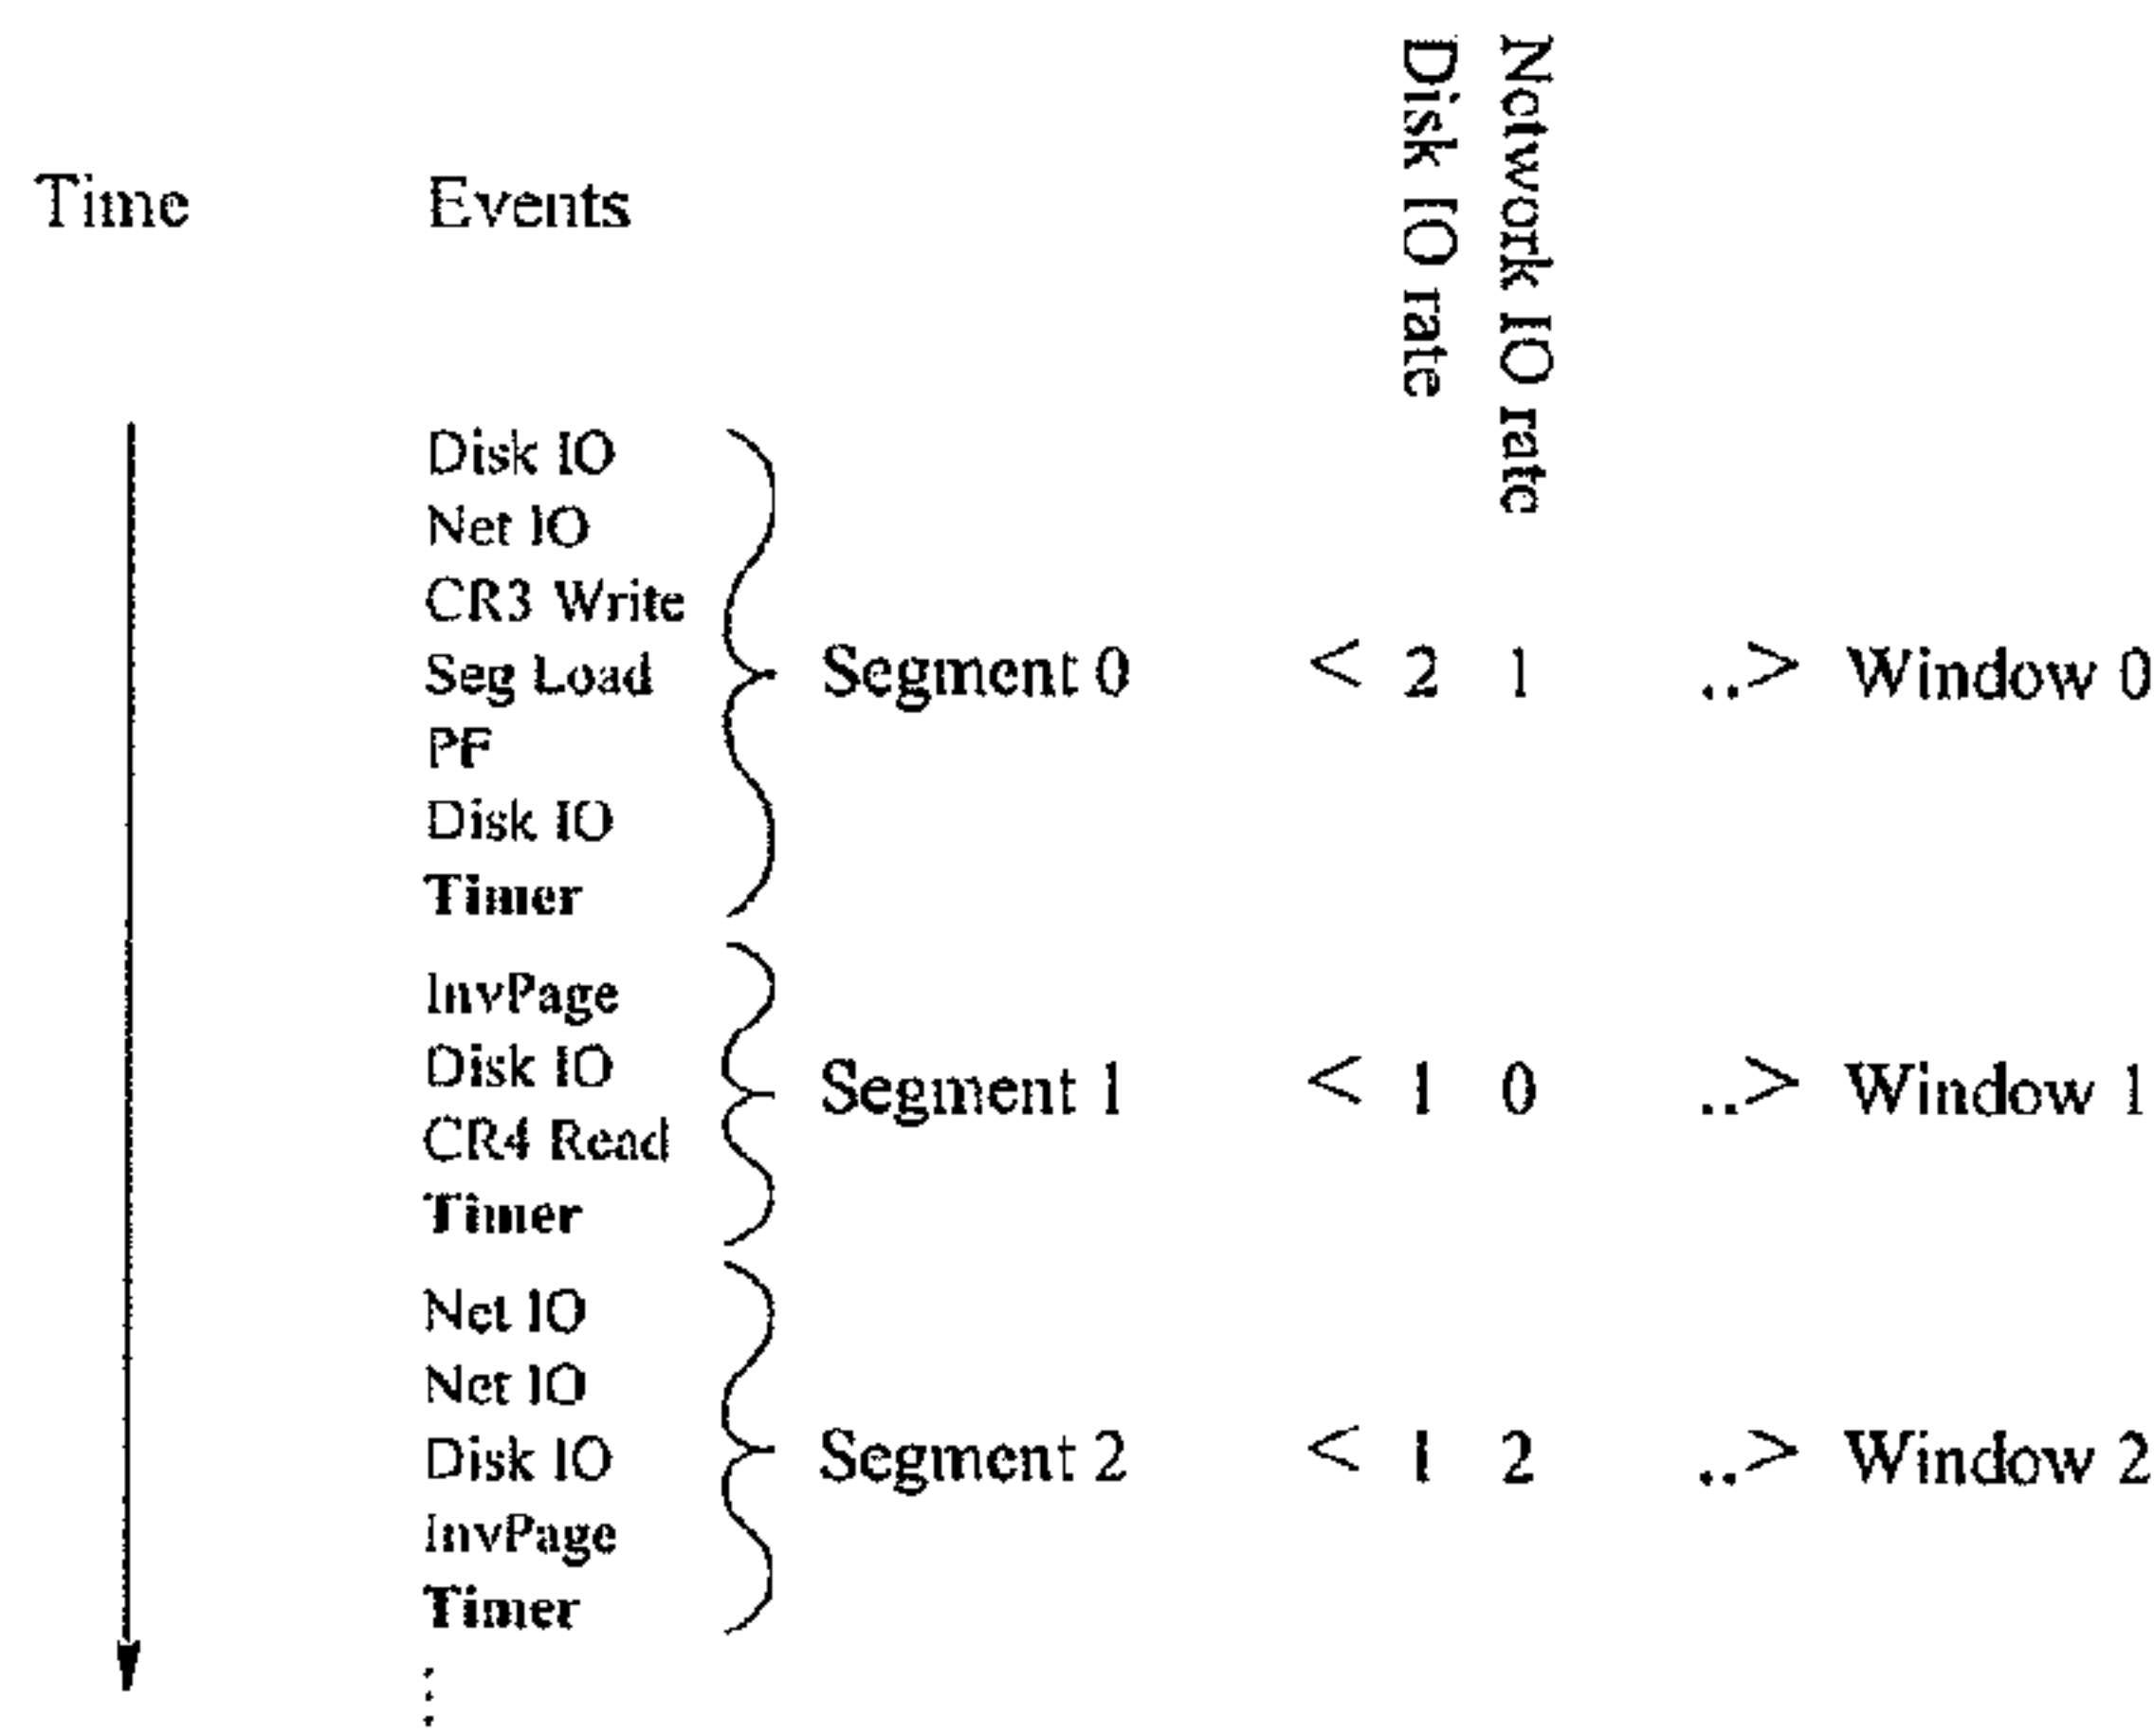 Disk IO rate
Network IO rate
Time Events
Disk IO
Net IO
CR3 Write
Seg Load
PF
Disk IO
Timer
Segment 0 < 2 1 ..> Window 0
InvPage
Disk IO
CR4 Read
Timer
Segment 1 < 1 0 ..> Window 1
Net IO
Net IO
Disk IO
InvPage
Timer
Segment 2 < 1 2 ..> Window 2
⋮